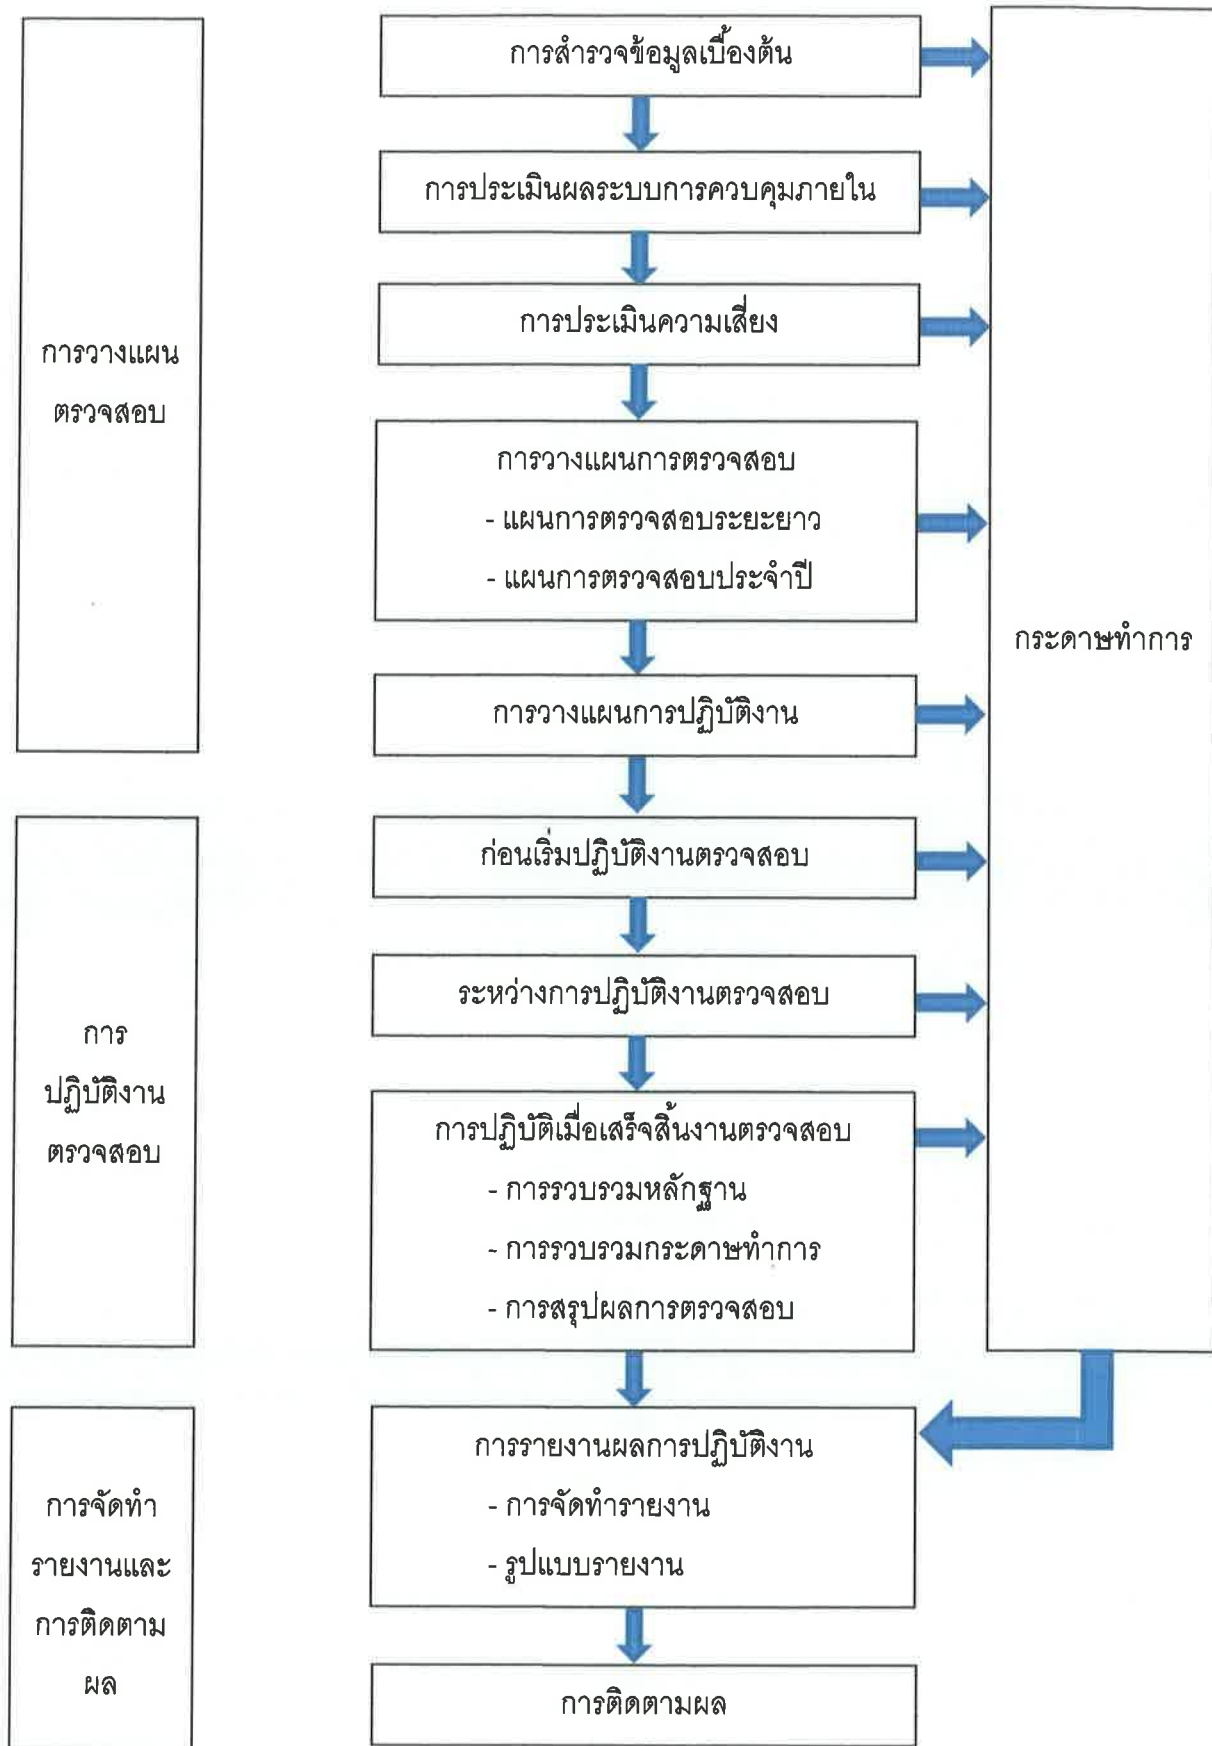 การสำรวจข้อมูลเบื้องต้น
การประเมินผลระบบการควบคุมภายใน
การประเมินความเสี่ยง
การวางแผน
ตรวจสอบ
การวางแผนการตรวจสอบ
- แผนการตรวจสอบระยะยาว
- แผนการตรวจสอบประจำปี
กระดาษทำการ
การวางแผนการปฏิบัติงาน
ก่อนเริ่มปฏิบัติงานตรวจสอบ
ระหว่างการปฏิบัติงานตรวจสอบ
การ
ปฏิบัติงาน
ตรวจสอบ
การปฏิบัติเมื่อเสร็จสิ้นงานตรวจสอบ
- การรวบรวมหลักฐาน
- การรวบรวมกระดาษทำการ
- การสรุปผลการตรวจสอบ
การรายงานผลการปฏิบัติงาน
- การจัดทำรายงาน
- รูปแบบรายงาน
การจัดทำ
รายงานและ
การติดตาม
ผล
การติดตามผล